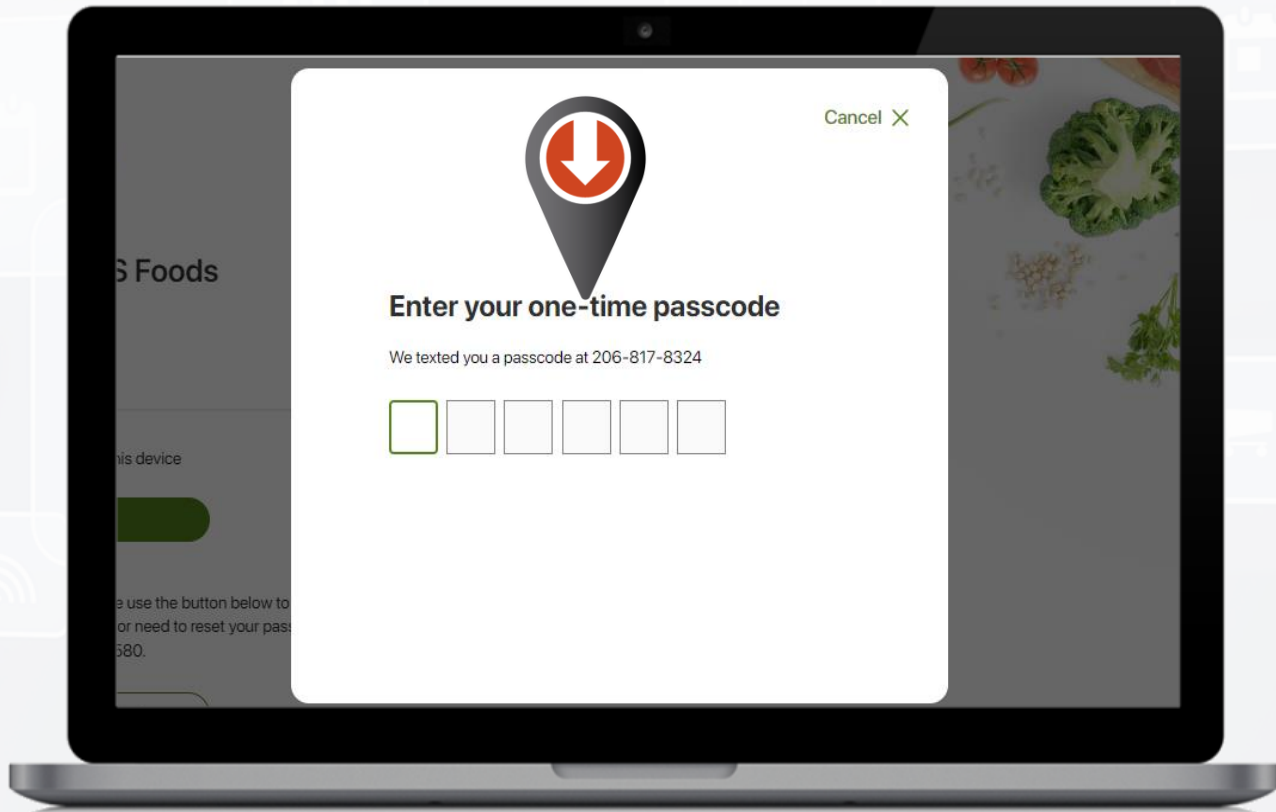 Cancel
S Foods
Enter your one-time passcode
We texted you a passcode at 206-817-8324
this device
e use the button below to
or need to reset your pass
580.